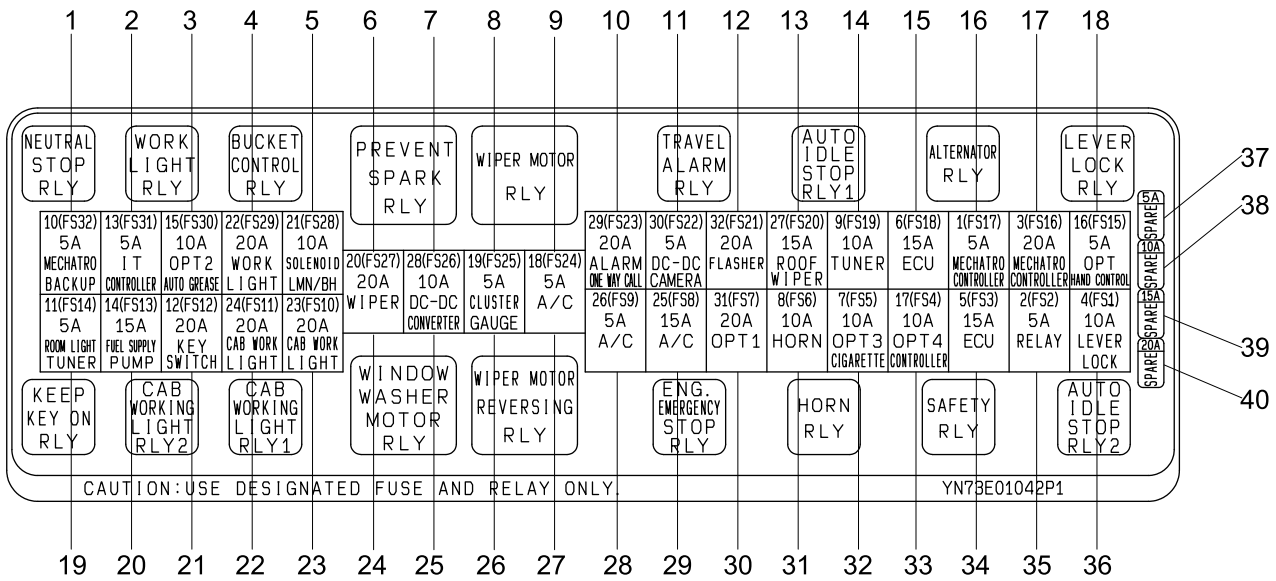 1 2 3 4 5 6 7 8 9 10 11 12 13 14 15 16 17 18
NEUTRAL
STOP
RLY
WORK
LIGHT
RLY
BUCKET
CONTROL
RLY
PREVENT
SPARK
RLY
WIPER MOTOR
RLY
TRAVEL
ALARM
RLY
AUTO
IDLE
STOP
RLY1
ALTERNATOR
RLY
LEVER
LOCK
RLY
10(FS32)
5A
MECHATRO
BACKUP
13(FS31)
5A
IT
CONTROLLER
15(FS30)
10A
OPT2
AUTO GREASE
22(FS29)
20A
WORK
LIGHT
21(FS28)
10A
SOLENOID
LMN/BH
20(FS27)
20A
WIPER
28(FS26)
10A
DC-DC
CONVERTER
19(FS25)
5A
CLUSTER
GAUGE
18(FS24)
5A
A/C
29(FS23)
20A
ALARM
ONE WAY CALL
30(FS22)
5A
DC-DC
CAMERA
32(FS21)
20A
FLASHER
27(FS20)
15A
ROOF
WIPER
9(FS19)
10A
TUNER
6(FS18)
15A
ECU
1(FS17)
5A
MECHATRO
CONTROLLER
3(FS16)
20A
MECHATRO
CONTROLLER
16(FS15)
5A
OPT
HAND CONTROL
5A
SPARE
37
10A
SPARE
38
15A
SPARE
39
20A
SPARE
40
11(FS14)
5A
ROOM LIGHT
TUNER
14(FS13)
15A
FUEL SUPPLY
PUMP
12(FS12)
20A
KEY
SWITCH
24(FS11)
20A
CAB WORK
LIGHT
23(FS10)
20A
CAB WORK
LIGHT
26(FS9)
5A
A/C
25(FS8)
15A
A/C
31(FS7)
20A
OPT1
8(FS6)
10A
HORN
7(FS5)
10A
OPT3
CIGARETTE
17(FS4)
10A
OPT4
CONTROLLER
5(FS3)
15A
ECU
2(FS2)
5A
RELAY
4(FS1)
10A
LEVER
LOCK
KEEP
KEY ON
RLY
CAB
WORKING
LIGHT
RLY2
CAB
WORKING
LIGHT
RLY1
WINDOW
WASHER
MOTOR
RLY
WIPER MOTOR
REVERSING
RLY
ENG.
EMERGENCY
STOP
RLY
HORN
RLY
SAFETY
RLY
AUTO
IDLE
STOP
RLY2
CAUTION:USE DESIGNATED FUSE AND RELAY ONLY.
YN73E01042P1
19 20 21 22 23 24 25 26 27 28 29 30 31 32 33 34 35 36